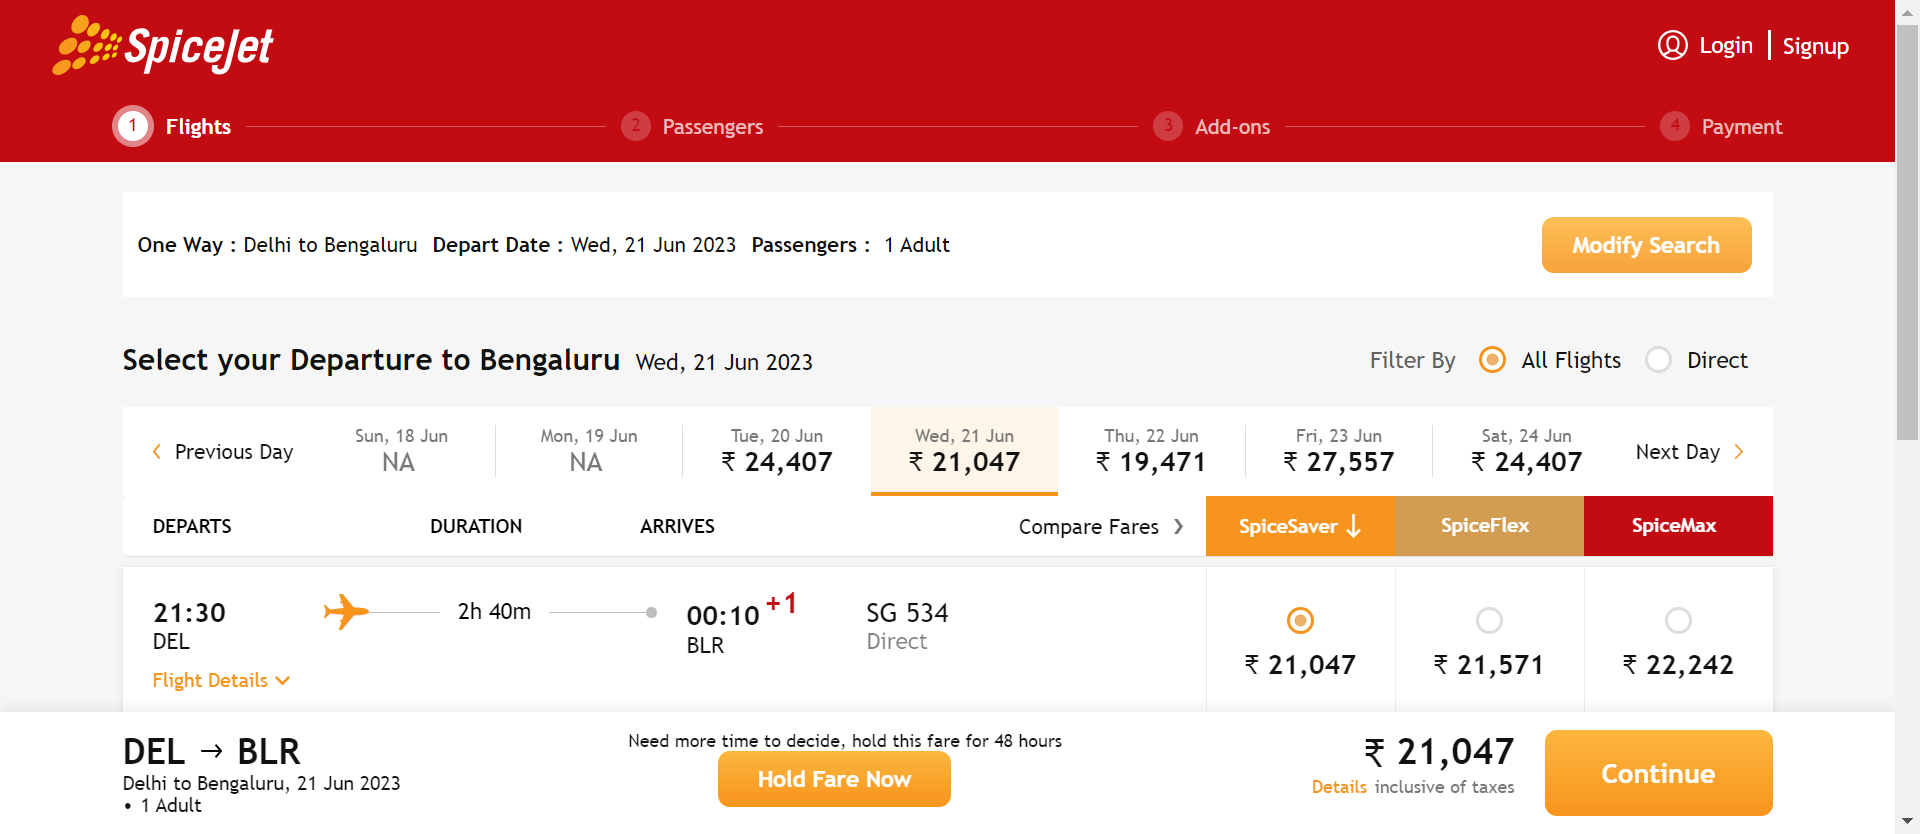 SpiceJet
Login | Signup
1 Flights 2 Passengers 3 Add-ons 4 Payment
One Way : Delhi to Bengaluru Depart Date : Wed, 21 Jun 2023 Passengers : 1 Adult
Modify Search
Select your Departure to Bengaluru Wed, 21 Jun 2023
Filter By All Flights Direct
Previous Day
Sun, 18 Jun
NA
Mon, 19 Jun
NA
Tue, 20 Jun
₹ 24,407
Wed, 21 Jun
₹ 21,047
Thu, 22 Jun
₹ 19,471
Fri, 23 Jun
₹ 27,557
Sat, 24 Jun
₹ 24,407
Next Day
DEPARTS DURATION ARRIVES Compare Fares SpiceSaver ↓ SpiceFlex SpiceMax
21:30 2h 40m 00:10 +1 SG 534
DEL BLR Direct
₹ 21,047 ₹ 21,571 ₹ 22,242
Flight Details
DEL → BLR
Delhi to Bengaluru, 21 Jun 2023
• 1 Adult
Need more time to decide, hold this fare for 48 hours
Hold Fare Now
₹ 21,047
Details inclusive of taxes
Continue